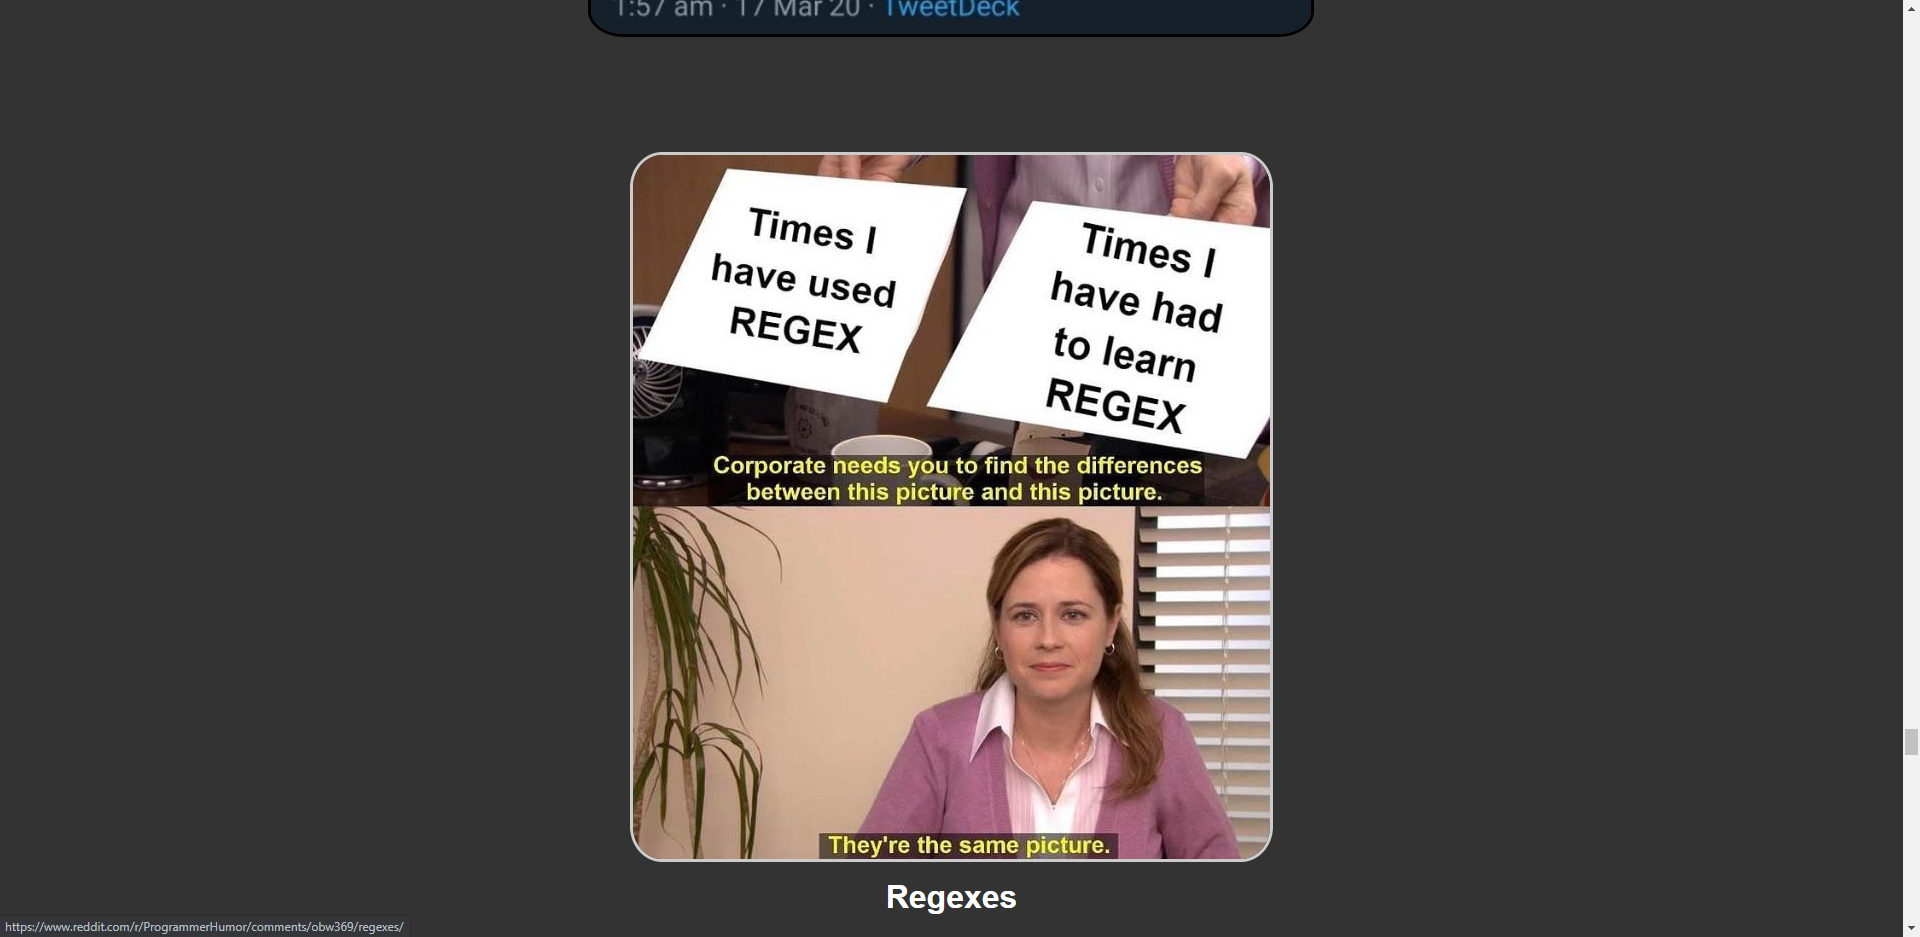 1:57 am · 17 Mar 20 · TweetDeck
Times I
have used
REGEX
Times I
have had
to learn
REGEX
Corporate needs you to find the differences
between this picture and this picture.
They're the same picture.
Regexes
https://www.reddit.com/r/ProgrammerHumor/comments/obw369/regexes/